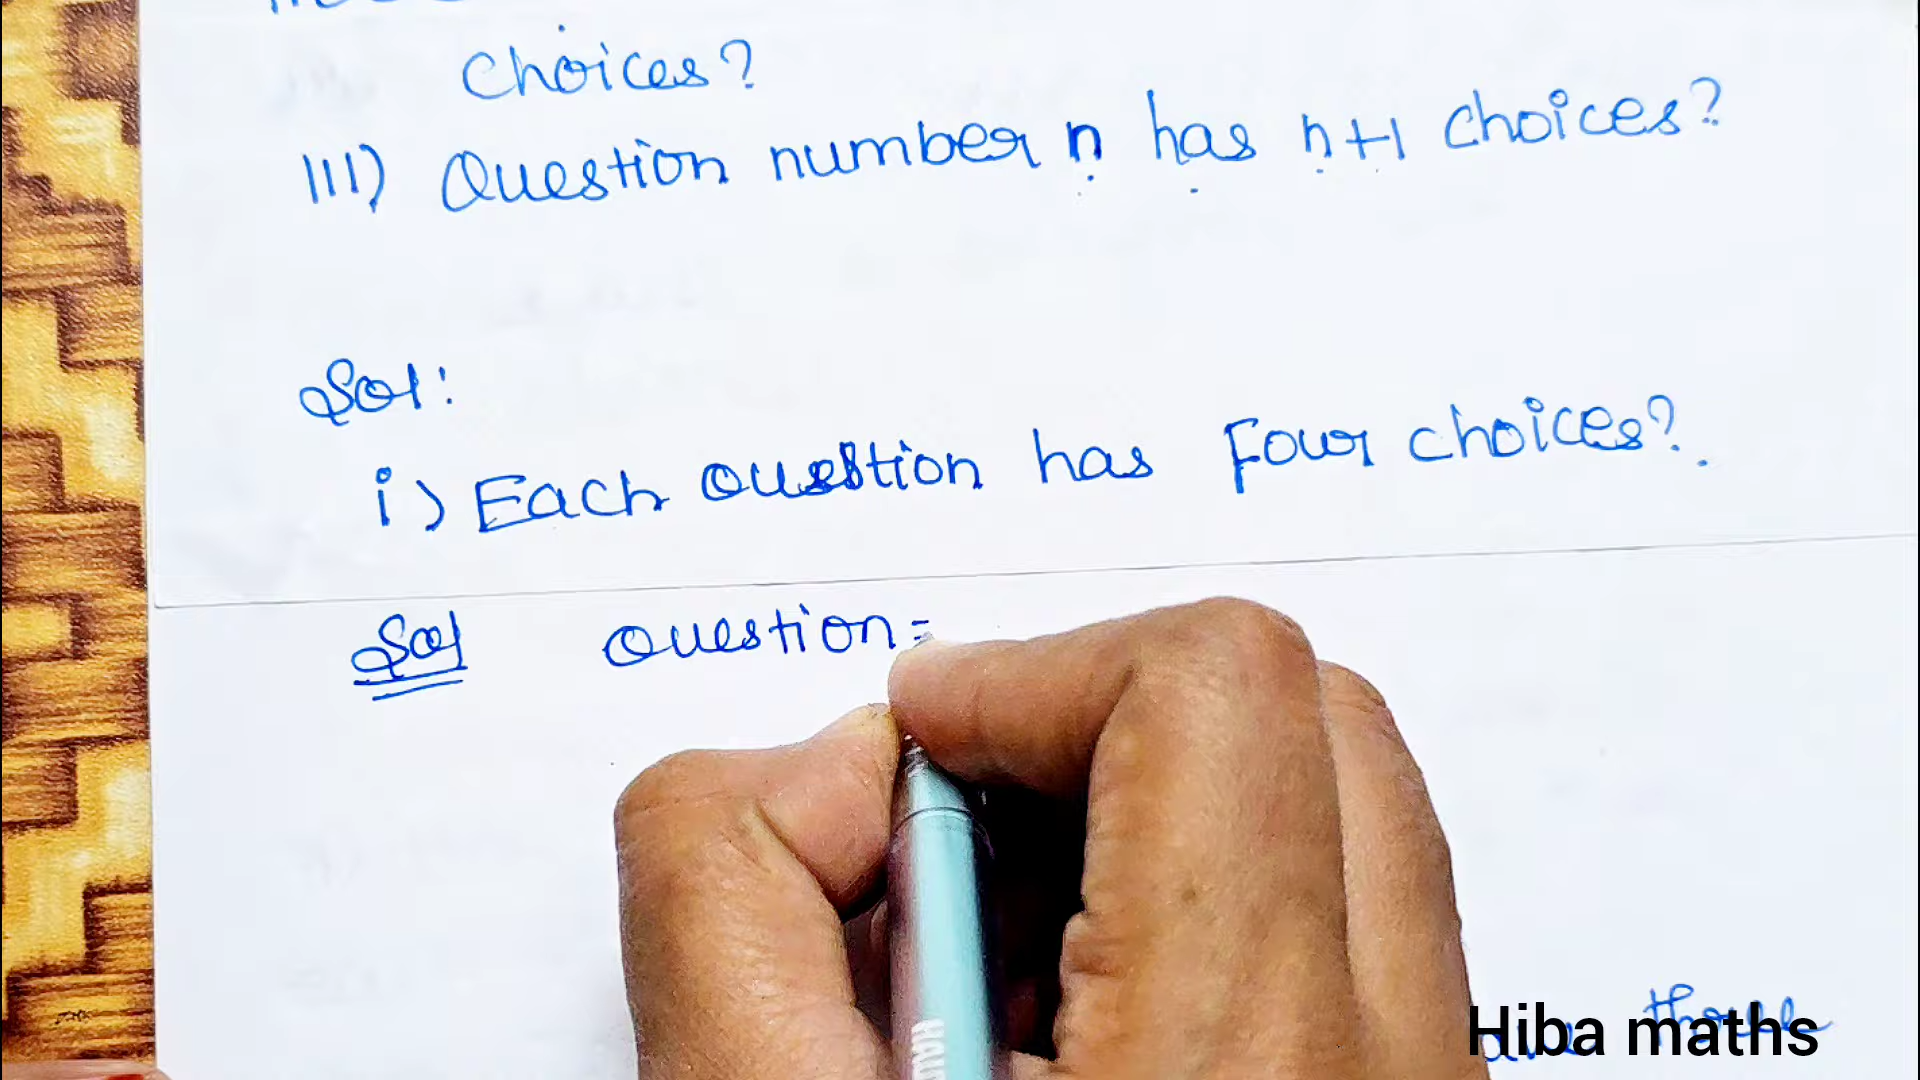 choices?
III) Question number n has n+1 choices?
Sol:
i) Each question has Four choices?
Sol question=
Hiba maths